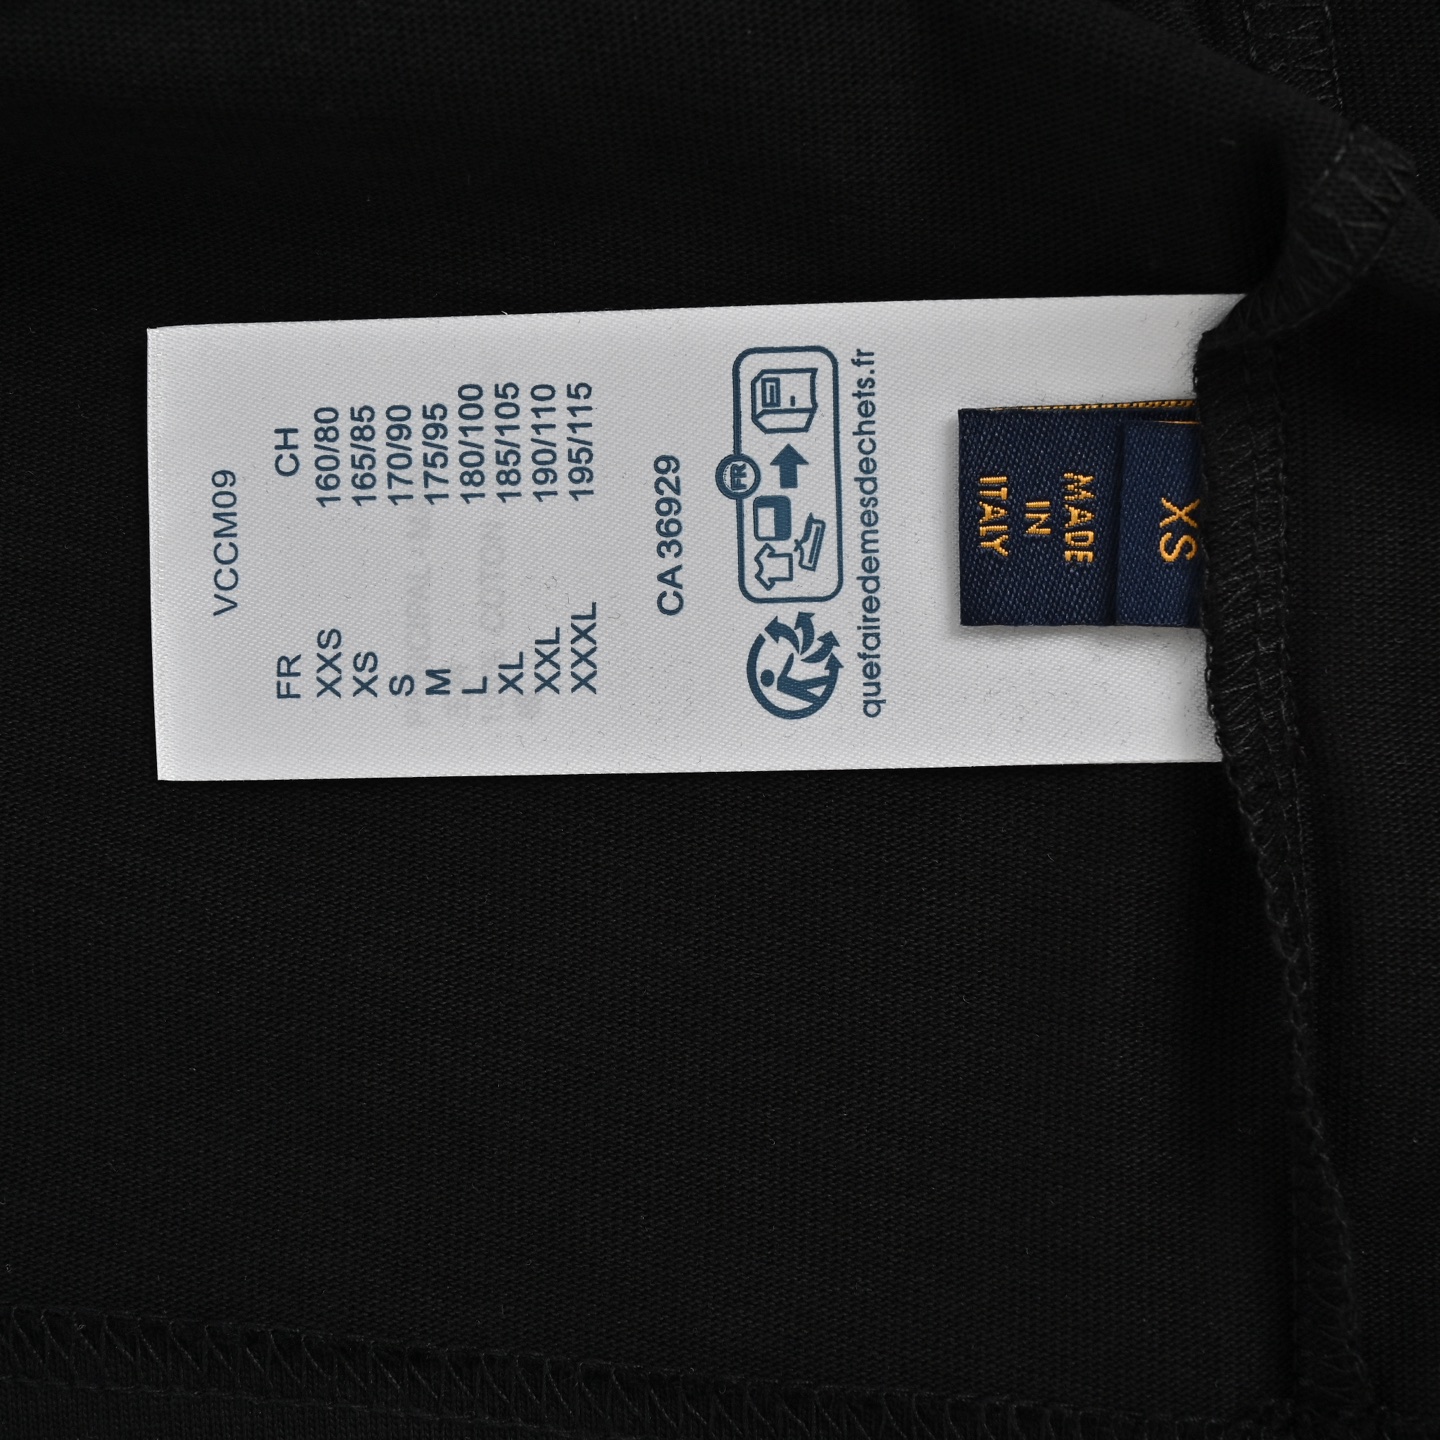 VCCM09
FR CH
XXS 160/80
XS 165/85
S 170/90
M 175/95
L 180/100
XL 185/105
XXL 190/110
XXXL 195/115
CA 36929
FR
quefairedemesdechets.fr
XS
MADE
IN
ITALY